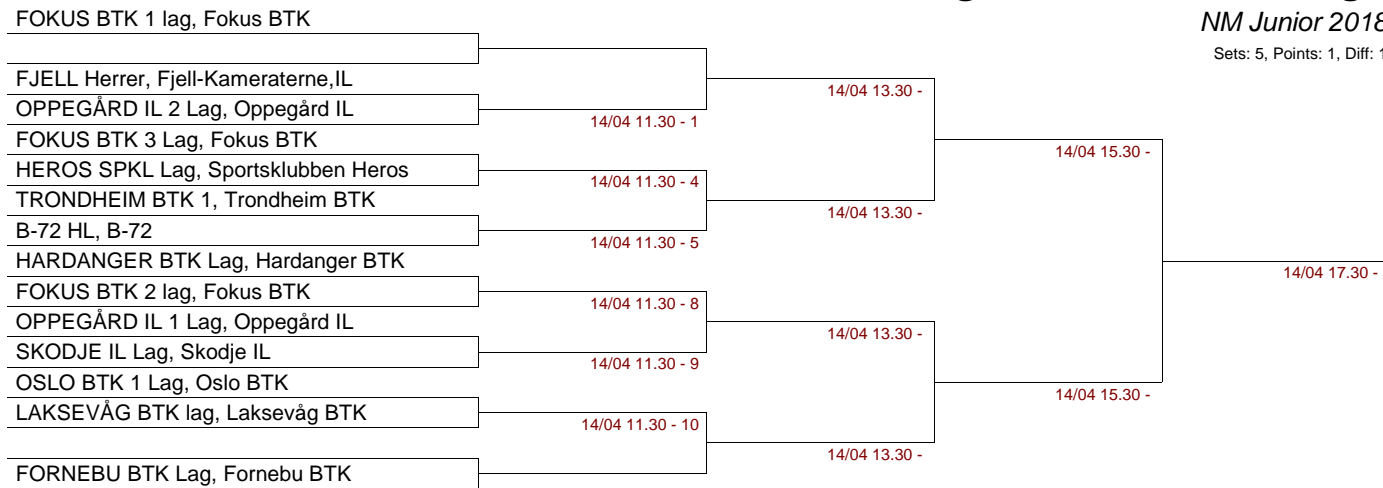 FOKUS BTK 1 lag, Fokus BTK
NM Junior 2018
Sets: 5, Points: 1, Diff: 1
FJELL Herrer, Fjell-Kameraterne,IL
14/04 13.30 -
OPPEGÅRD IL 2 Lag, Oppegård IL
14/04 11.30 - 1
FOKUS BTK 3 Lag, Fokus BTK
14/04 15.30 -
HEROS SPKL Lag, Sportsklubben Heros
14/04 11.30 - 4
TRONDHEIM BTK 1, Trondheim BTK
14/04 13.30 -
B-72 HL, B-72
14/04 11.30 - 5
HARDANGER BTK Lag, Hardanger BTK
14/04 17.30 -
FOKUS BTK 2 lag, Fokus BTK
14/04 11.30 - 8
OPPEGÅRD IL 1 Lag, Oppegård IL
14/04 13.30 -
SKODJE IL Lag, Skodje IL
14/04 11.30 - 9
OSLO BTK 1 Lag, Oslo BTK
14/04 15.30 -
LAKSEVÅG BTK lag, Laksevåg BTK
14/04 11.30 - 10
14/04 13.30 -
FORNEBU BTK Lag, Fornebu BTK